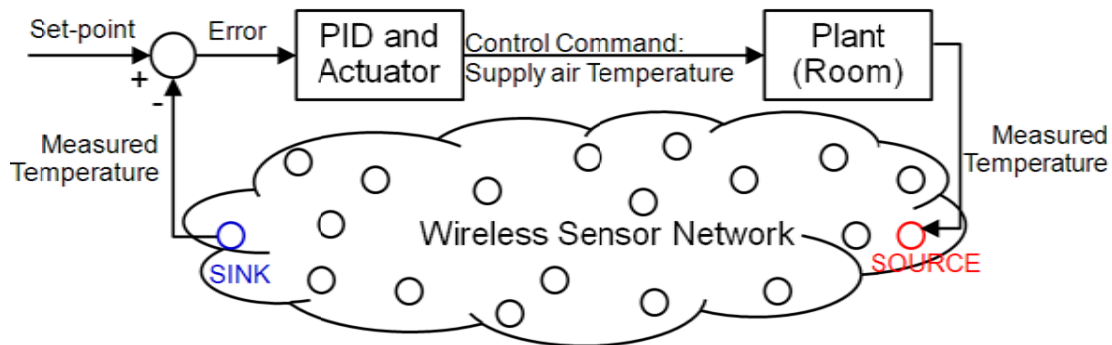 Set-point
Error
PID and
Actuator
Control Command:
Supply air Temperature
Plant
(Room)
+
-
Measured
Temperature
Measured
Temperature
Wireless Sensor Network
SINK
SOURCE